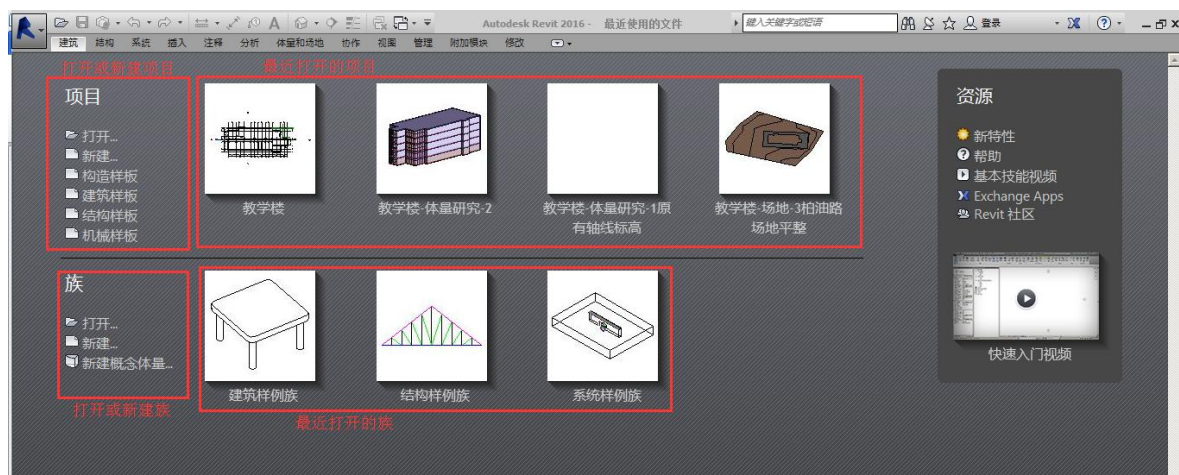 Autodesk Revit 2016 - 最近使用的文件
键入关键字或短语
登录
建筑 结构 系统 插入 注释 分析 体量和场地 协作 视图 管理 附加模块 修改
打开或新建项目
最近打开的项目
项目
打开...
新建...
构造样板
建筑样板
结构样板
机械样板
教学楼
教学楼-体量研究-2
教学楼-体量研究-1原
有轴线标高
教学楼-场地-3柏油路
场地平整
资源
新特性
帮助
基本技能视频
Exchange Apps
Revit 社区
快速入门视频
族
打开...
新建...
新建概念体量...
建筑样例族
结构样例族
系统样例族
打开或新建族
最近打开的族